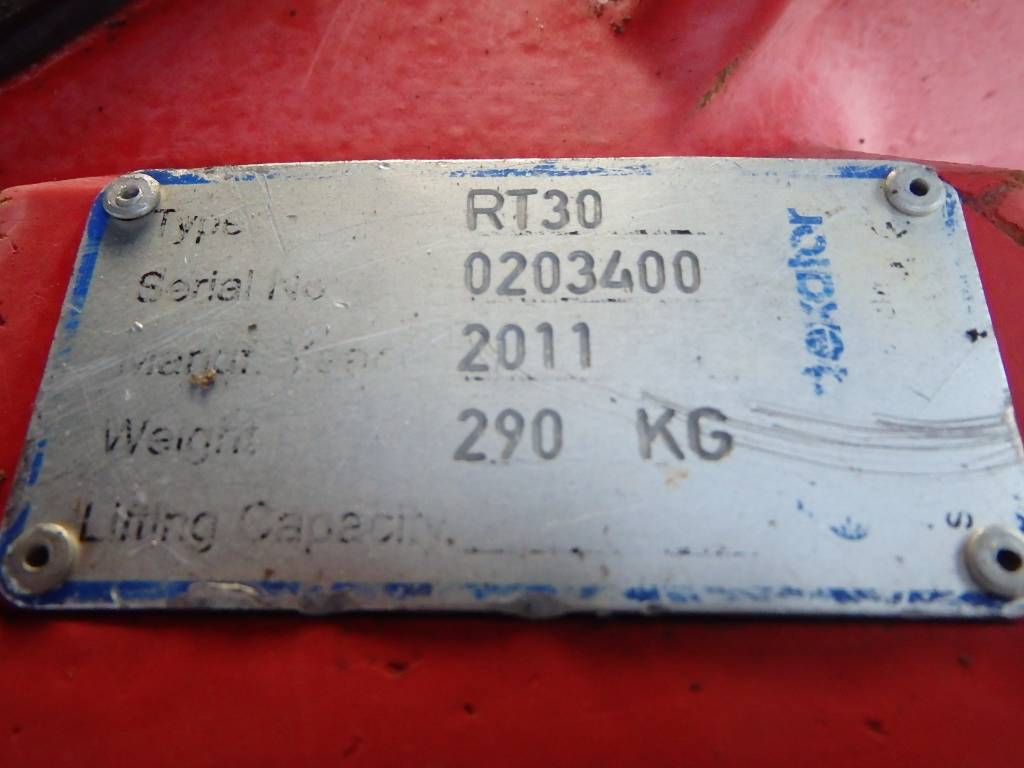 Type RT30
Serial No 0203400
Manuf. Year 2011
Weight 290 KG
Lifting Capacity
S